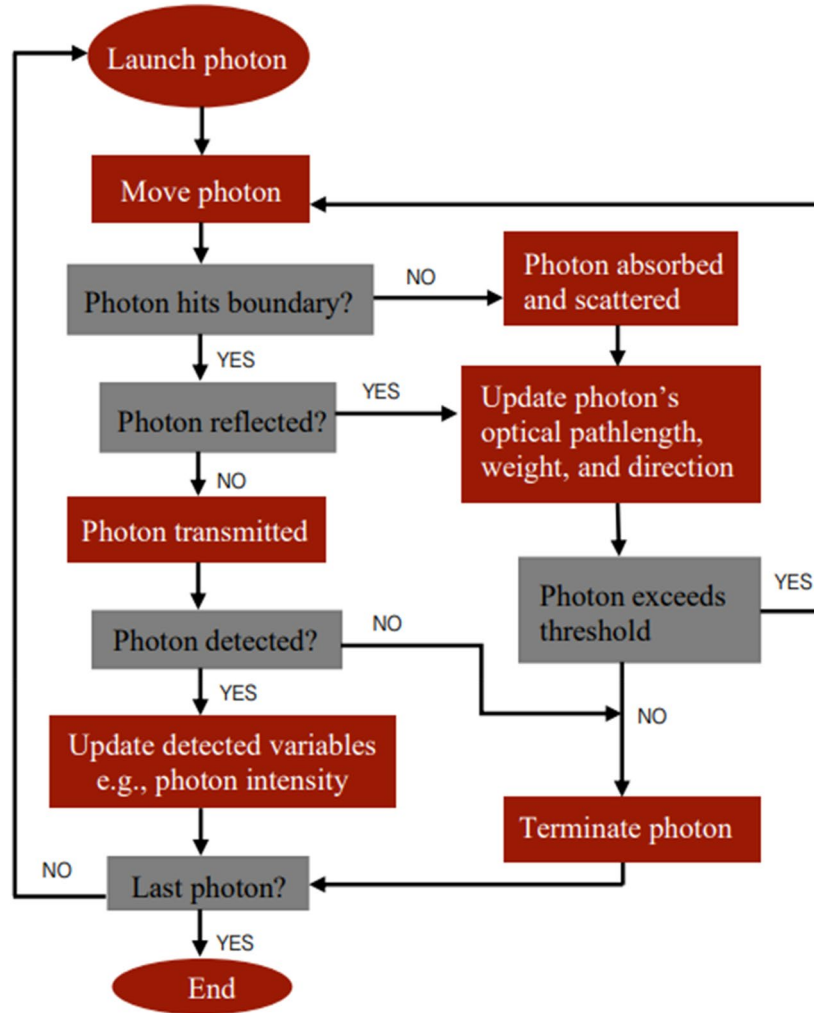 Launch photon
Move photon
Photon hits boundary?
NO
Photon absorbed
and scattered
YES
Photon reflected?
YES
Update photon's
optical pathlength,
weight, and direction
NO
Photon transmitted
Photon exceeds
threshold
YES
Photon detected?
NO
YES
NO
Update detected variables
e.g., photon intensity
Terminate photon
NO
Last photon?
YES
End